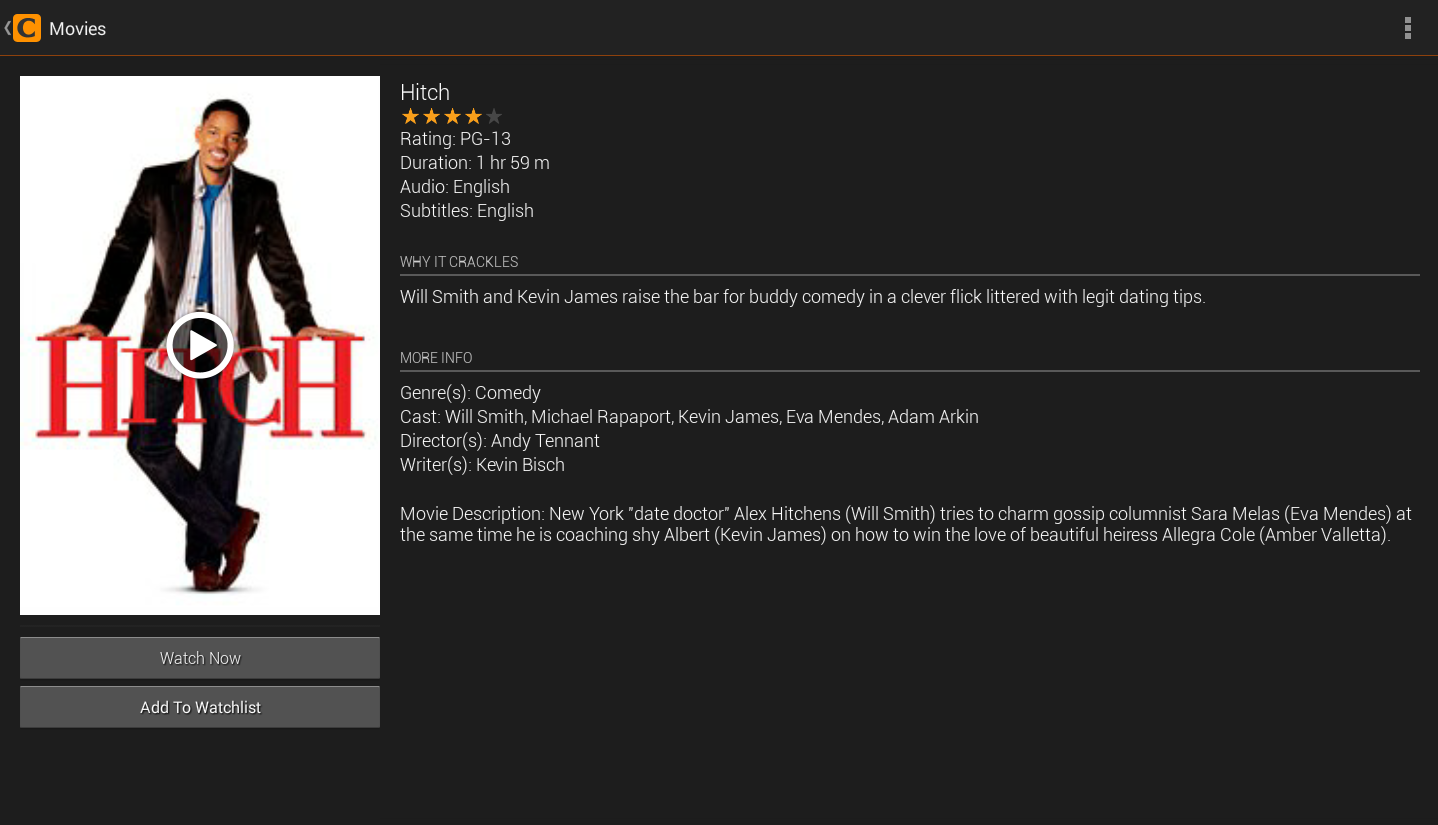 C Movies
HITCH
Hitch
Rating: PG-13
Duration: 1 hr 59 m
Audio: English
Subtitles: English
WHY IT CRACKLES
Will Smith and Kevin James raise the bar for buddy comedy in a clever flick littered with legit dating tips.
MORE INFO
Genre(s): Comedy
Cast: Will Smith, Michael Rapaport, Kevin James, Eva Mendes, Adam Arkin
Director(s): Andy Tennant
Writer(s): Kevin Bisch
Movie Description: New York "date doctor" Alex Hitchens (Will Smith) tries to charm gossip columnist Sara Melas (Eva Mendes) at
the same time he is coaching shy Albert (Kevin James) on how to win the love of beautiful heiress Allegra Cole (Amber Valletta).
Watch Now
Add To Watchlist